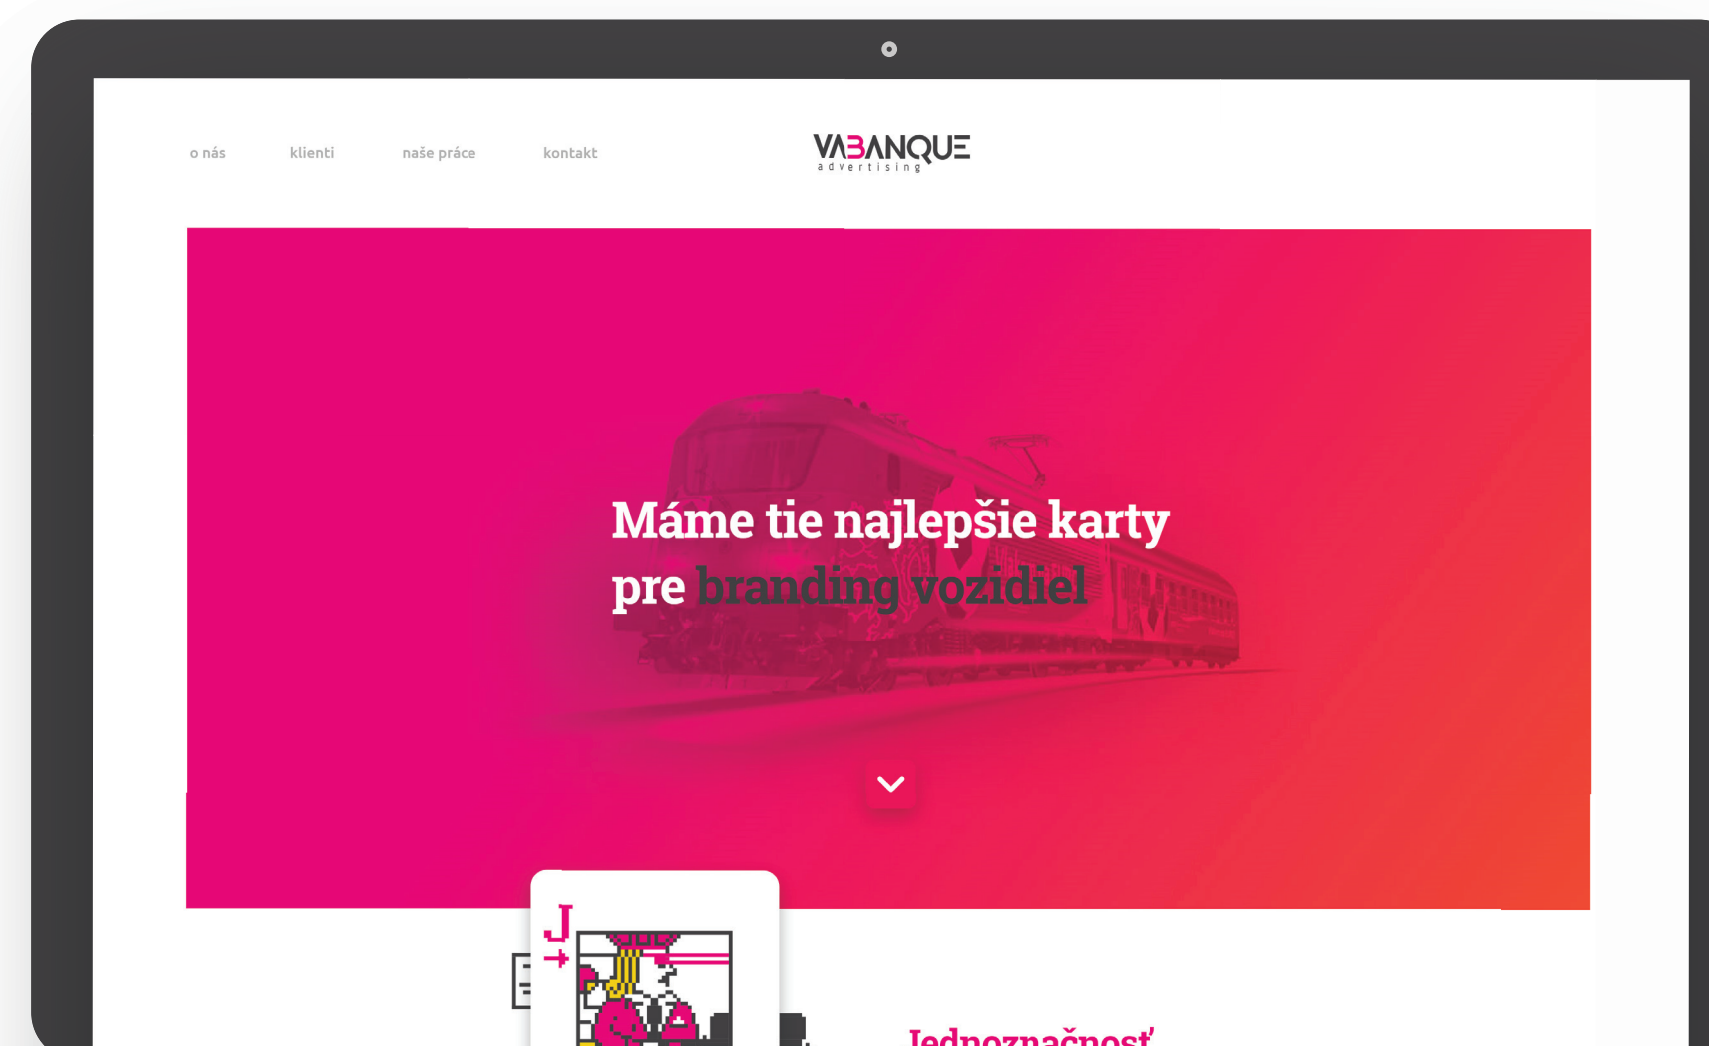 o nás klienti naše práce kontakt
VABANQUE
advertising
Máme tie najlepšie karty
pre branding vozidiel
J
Jednoznačnosť